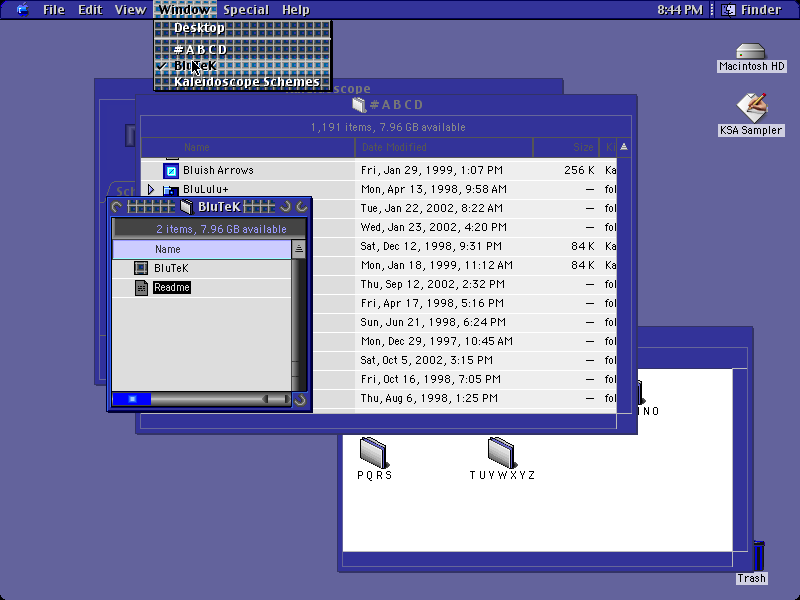 File Edit View Window Special Help 8:44 PM Finder
Desktop
#ABCD
BluTeK
Kaleidoscope Schemes
Macintosh HD
KSA Sampler
#ABCD
1,191 items, 7.96 GB available
Name Date Modified Size Ki
Bluish Arrows Fri, Jan 29, 1999, 1:07 PM 256 K Ka
BluLulu+ Mon, Apr 13, 1998, 9:58 AM — fol
Tue, Jan 22, 2002, 8:22 AM — fol
Wed, Jan 23, 2002, 4:20 PM — fol
Sat, Dec 12, 1998, 9:31 PM 84 K Ka
Mon, Jan 18, 1999, 11:12 AM 84 K Ka
Thu, Sep 12, 2002, 2:32 PM — fol
Fri, Apr 17, 1998, 5:16 PM — fol
Sun, Jun 21, 1998, 6:24 PM — fol
Mon, Dec 29, 1997, 10:45 AM — fol
Sat, Oct 5, 2002, 3:15 PM — fol
Fri, Oct 16, 1998, 7:05 PM — fol
Thu, Aug 6, 1998, 1:25 PM — fol
Sch
BluTeK
2 items, 7.96 GB available
Name
BluTeK
Readme
NO
PQRS
TUVWXYZ
Trash